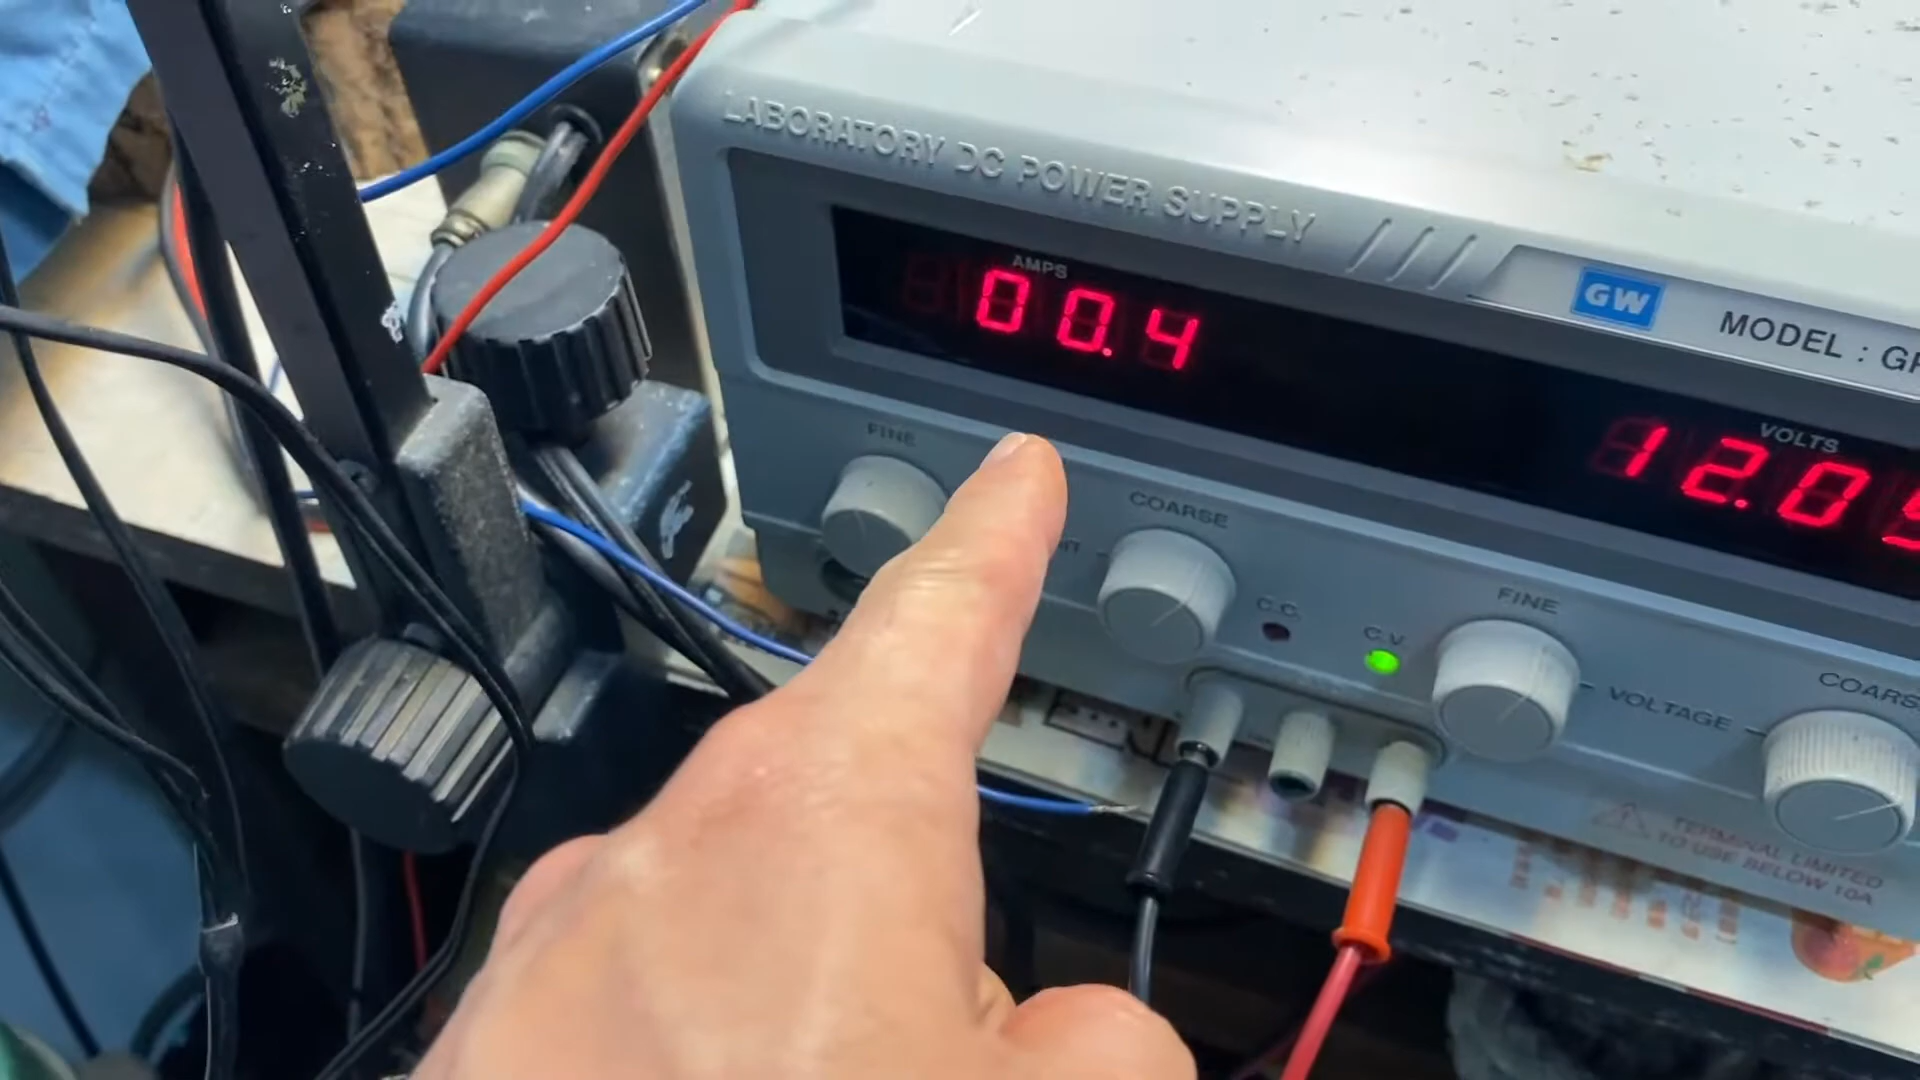 LABORATORY DC POWER SUPPLY
AMPS
00.4
GW
MODEL : G
VOLTS
12.0
FINE
COARSE
C.C.
C.V.
FINE
VOLTAGE
COARS
TERMINAL LIMITED
TO USE BELOW 10A